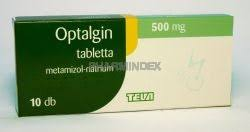 Optalgin
tabletta
metamizol-nátrium
10 db
500 mg
TEVA
PHARMINDEX